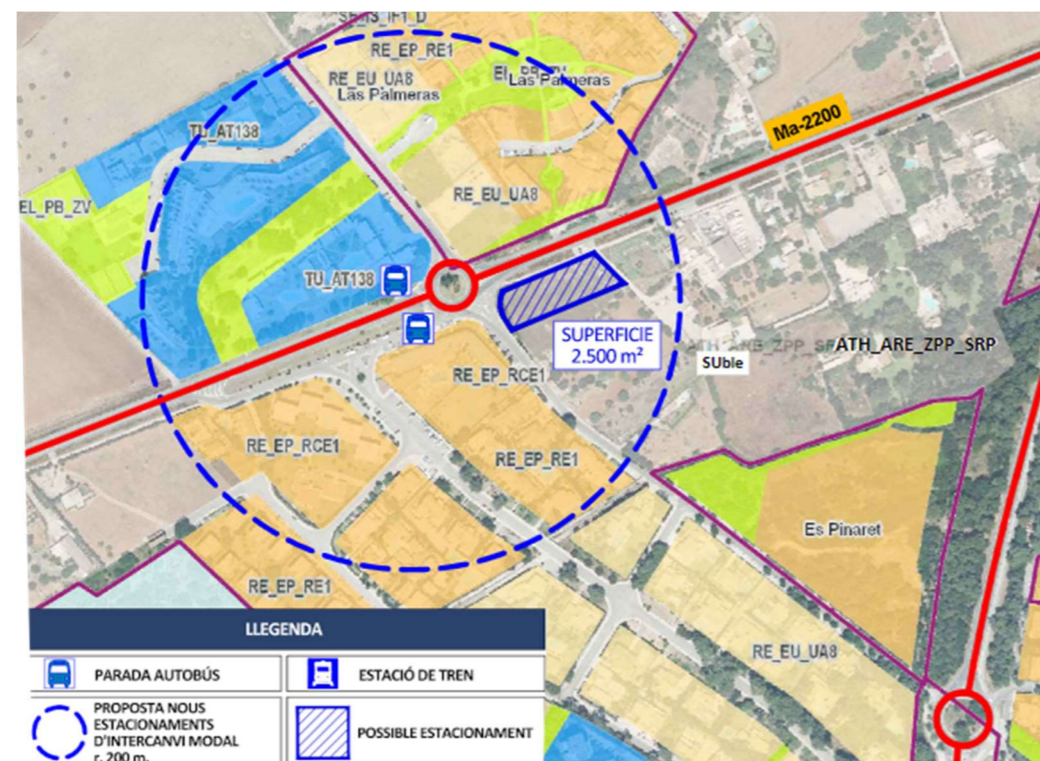 RE_EP_RE1
RE_EU_UA8
Las Palmeras
Las Palmeras
TU_AT138
Ma-2200
EL_PB_ZV
RE_EU_UA8
TU_AT138
SUPERFICIE
2.500 m²
ATH_ARE_ZPP_SRP
SUble
RE_EP_RCE1
RE_EP_RCE1
RE_EP_RE1
Es Pinaret
RE_EP_RE1
RE_EU_UA8
LLEGENDA
PARADA AUTOBÚS
ESTACIÓ DE TREN
PROPOSTA NOUS
ESTACIONAMENTS
D'INTERCANVI MODAL
r. 200 m.
POSSIBLE ESTACIONAMENT